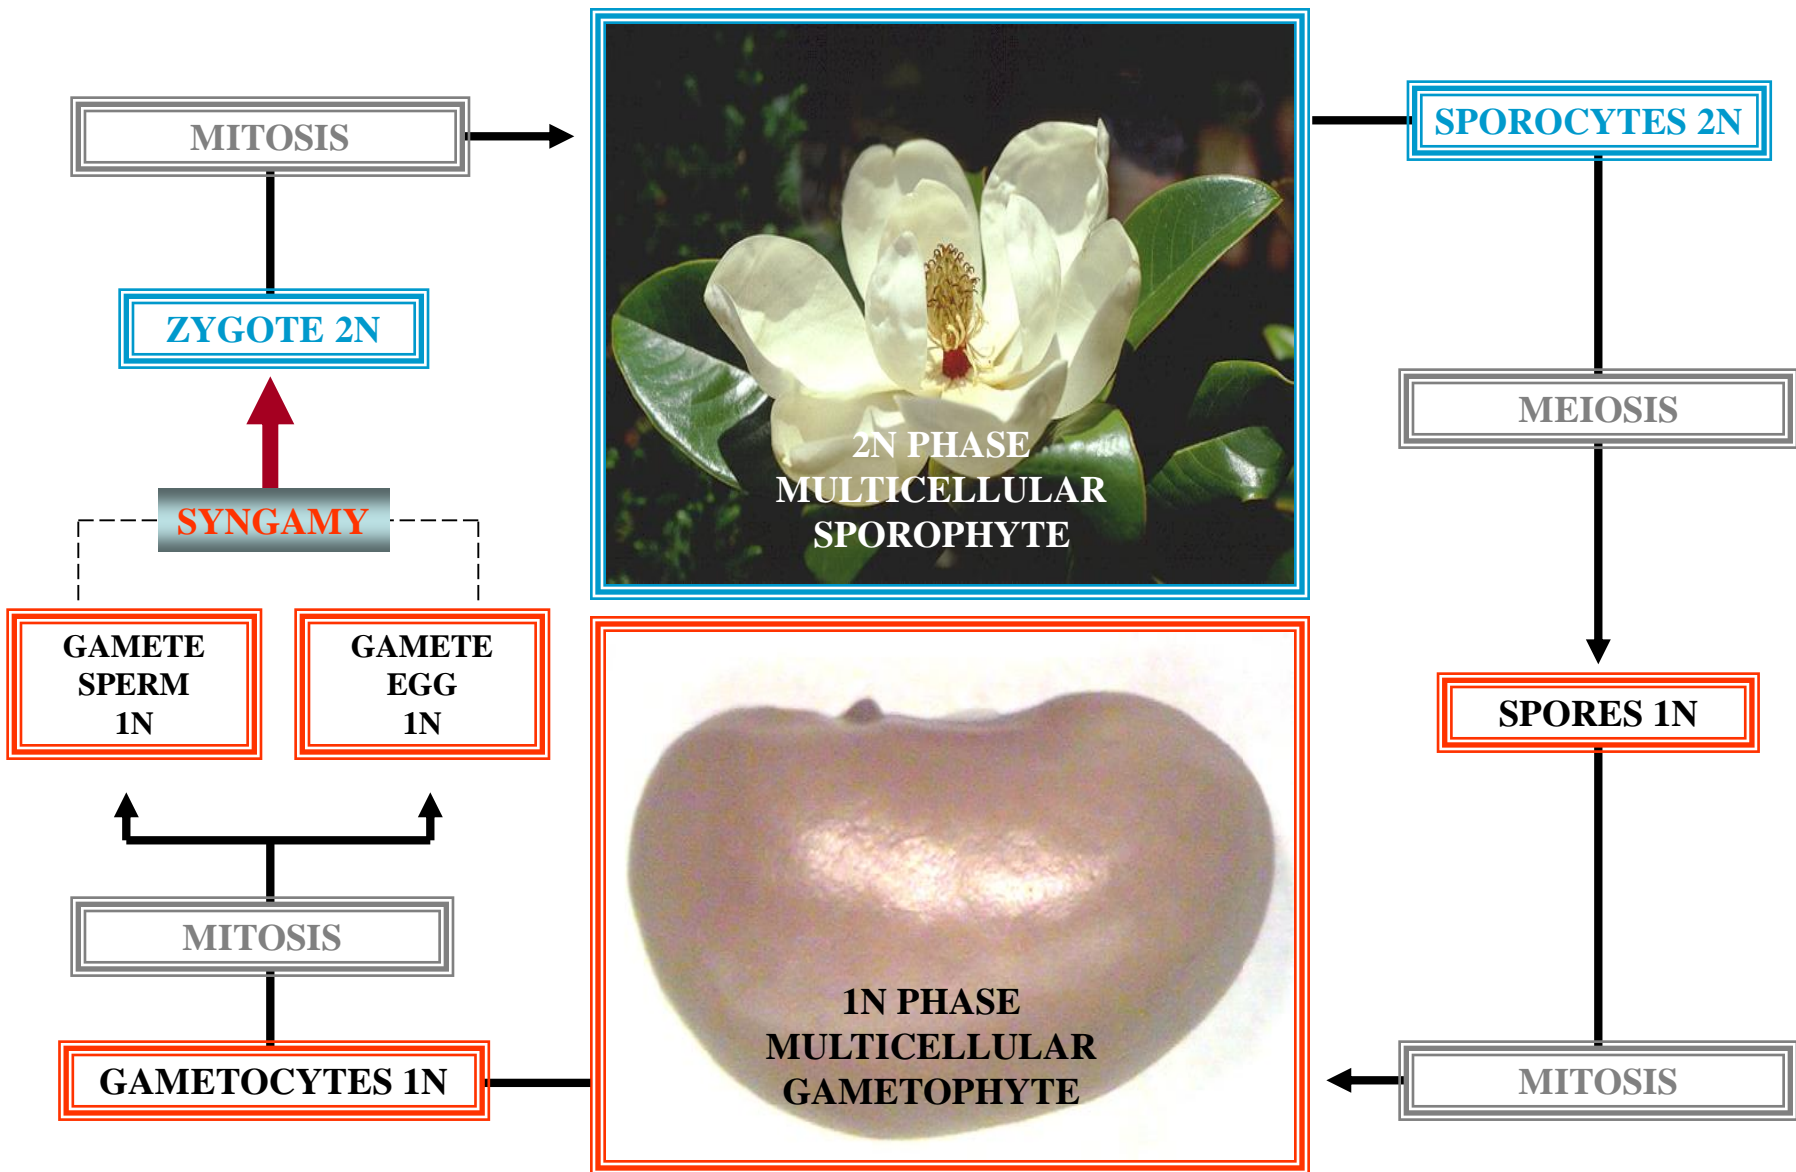 MITOSIS
SPOROCYTES 2N
ZYGOTE 2N
MEIOSIS
2N PHASE
MULTICELLULAR
SPOROPHYTE
SYNGAMY
GAMETE
SPERM
1N
GAMETE
EGG
1N
SPORES 1N
MITOSIS
1N PHASE
MULTICELLULAR
GAMETOPHYTE
GAMETOCYTES 1N
MITOSIS